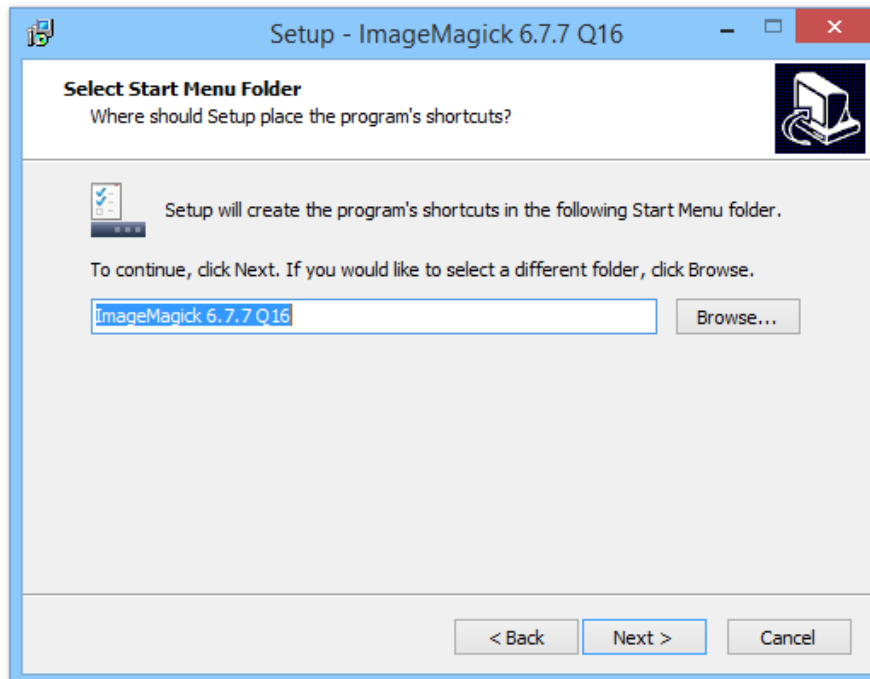 Setup - ImageMagick 6.7.7 Q16
Select Start Menu Folder
Where should Setup place the program's shortcuts?
Setup will create the program's shortcuts in the following Start Menu folder.
To continue, click Next. If you would like to select a different folder, click Browse.
ImageMagick 6.7.7 Q16 Browse...
< Back Next > Cancel